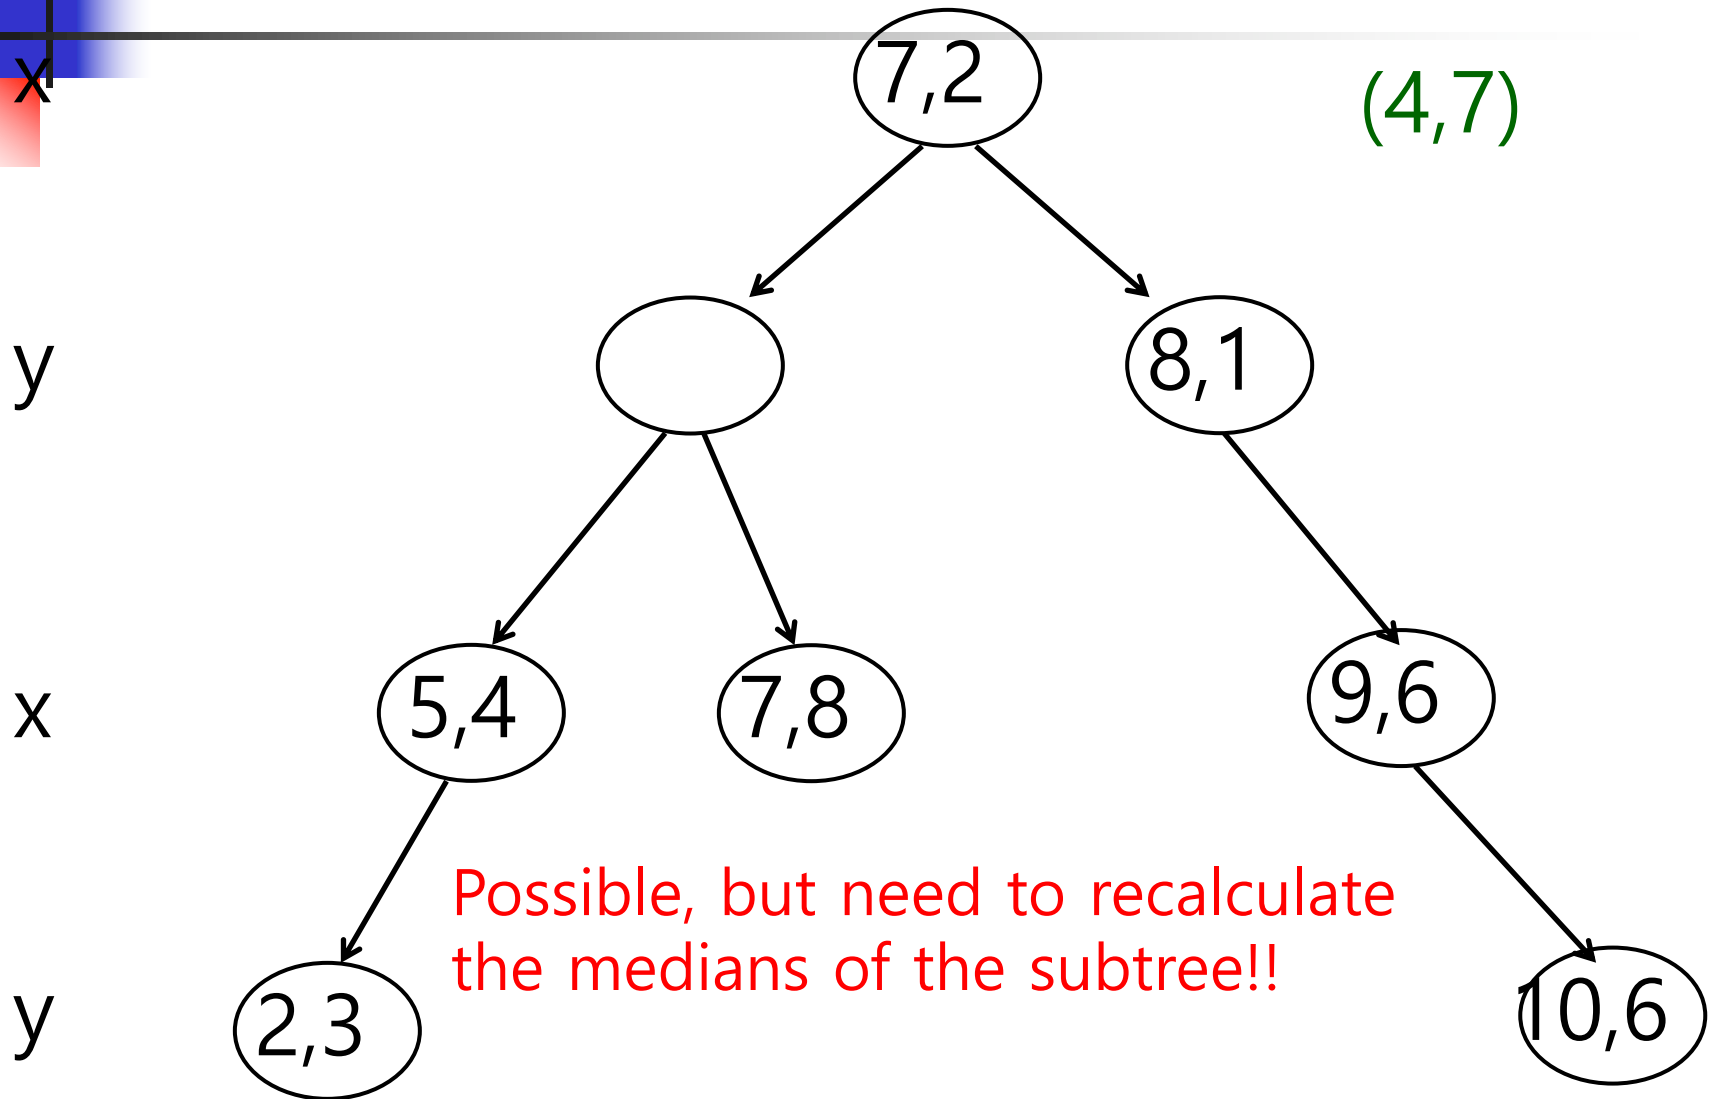 x
7,2
(4,7)
y
8,1
x
5,4
7,8
9,6
Possible, but need to recalculate
the medians of the subtree!!
y
2,3
10,6